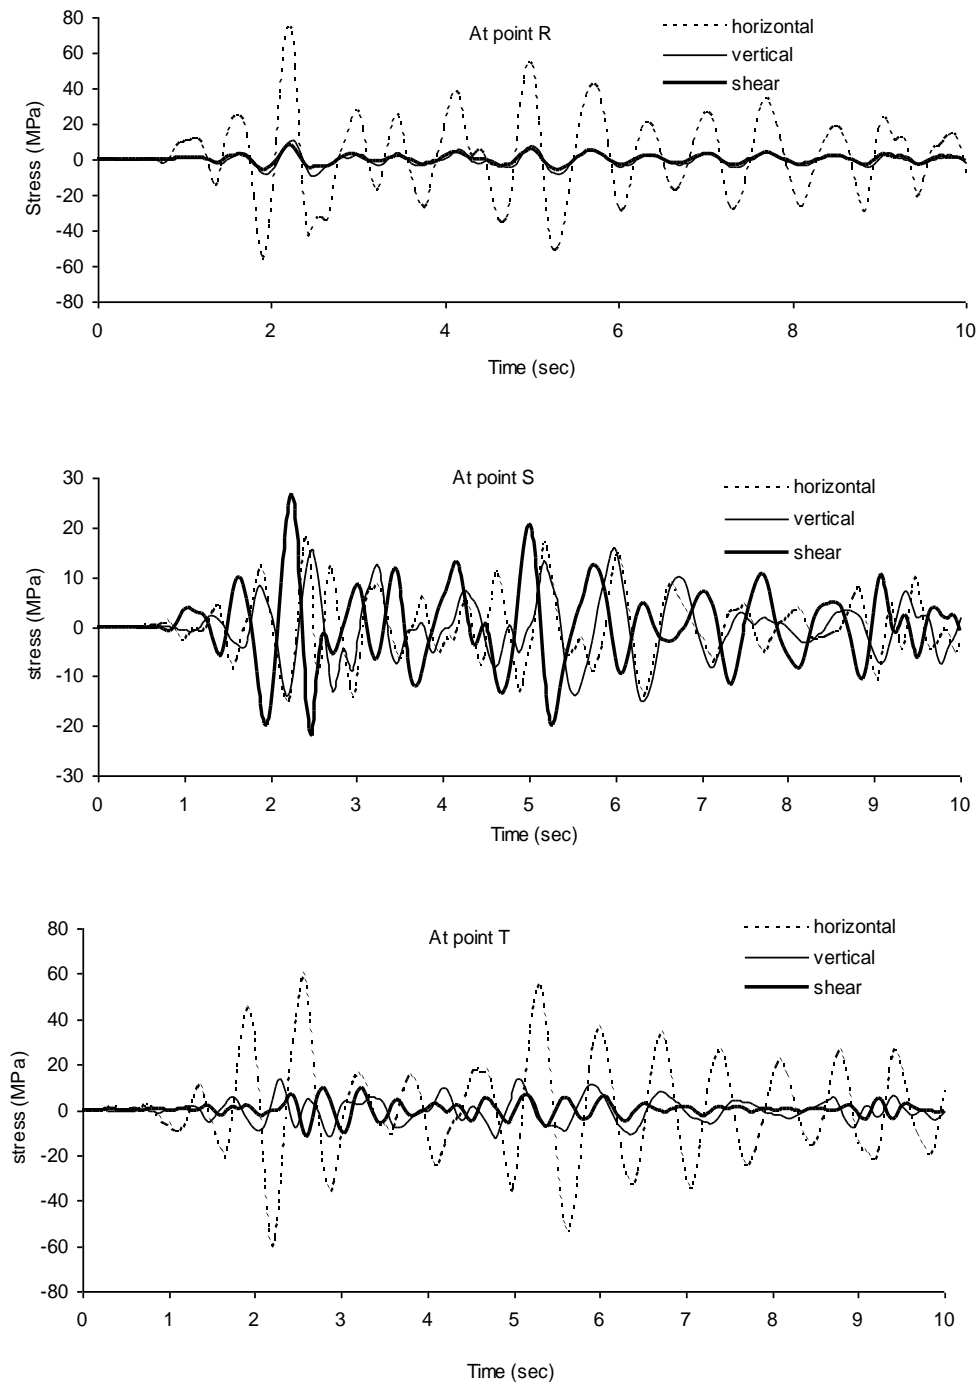 80
At point R
horizontal
60
vertical
40
shear
20
0
-20
-40
-60
-80
Stress (MPa)
0 2 4 6 8 10
Time (sec)
30
At point S
horizontal
20
vertical
10
shear
0
-10
-20
-30
stress (MPa)
0 1 2 3 4 5 6 7 8 9 10
Time (sec)
80
At point T
horizontal
60
vertical
40
shear
20
0
-20
-40
-60
-80
stress (MPa)
0 1 2 3 4 5 6 7 8 9 10
Time (sec)